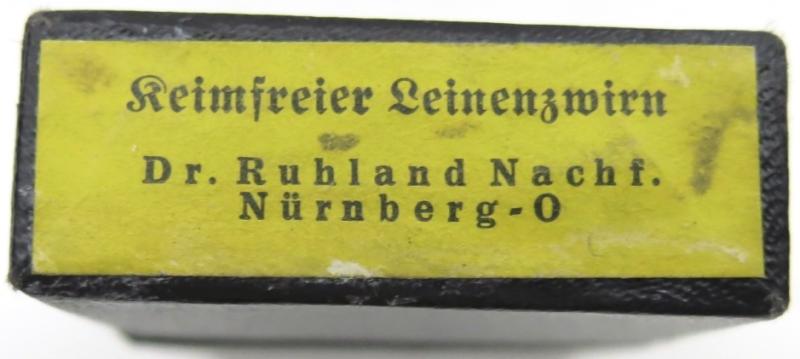 Keimfreier Leinenzwirn
Dr. Ruhland Nachf.
Nürnberg-O